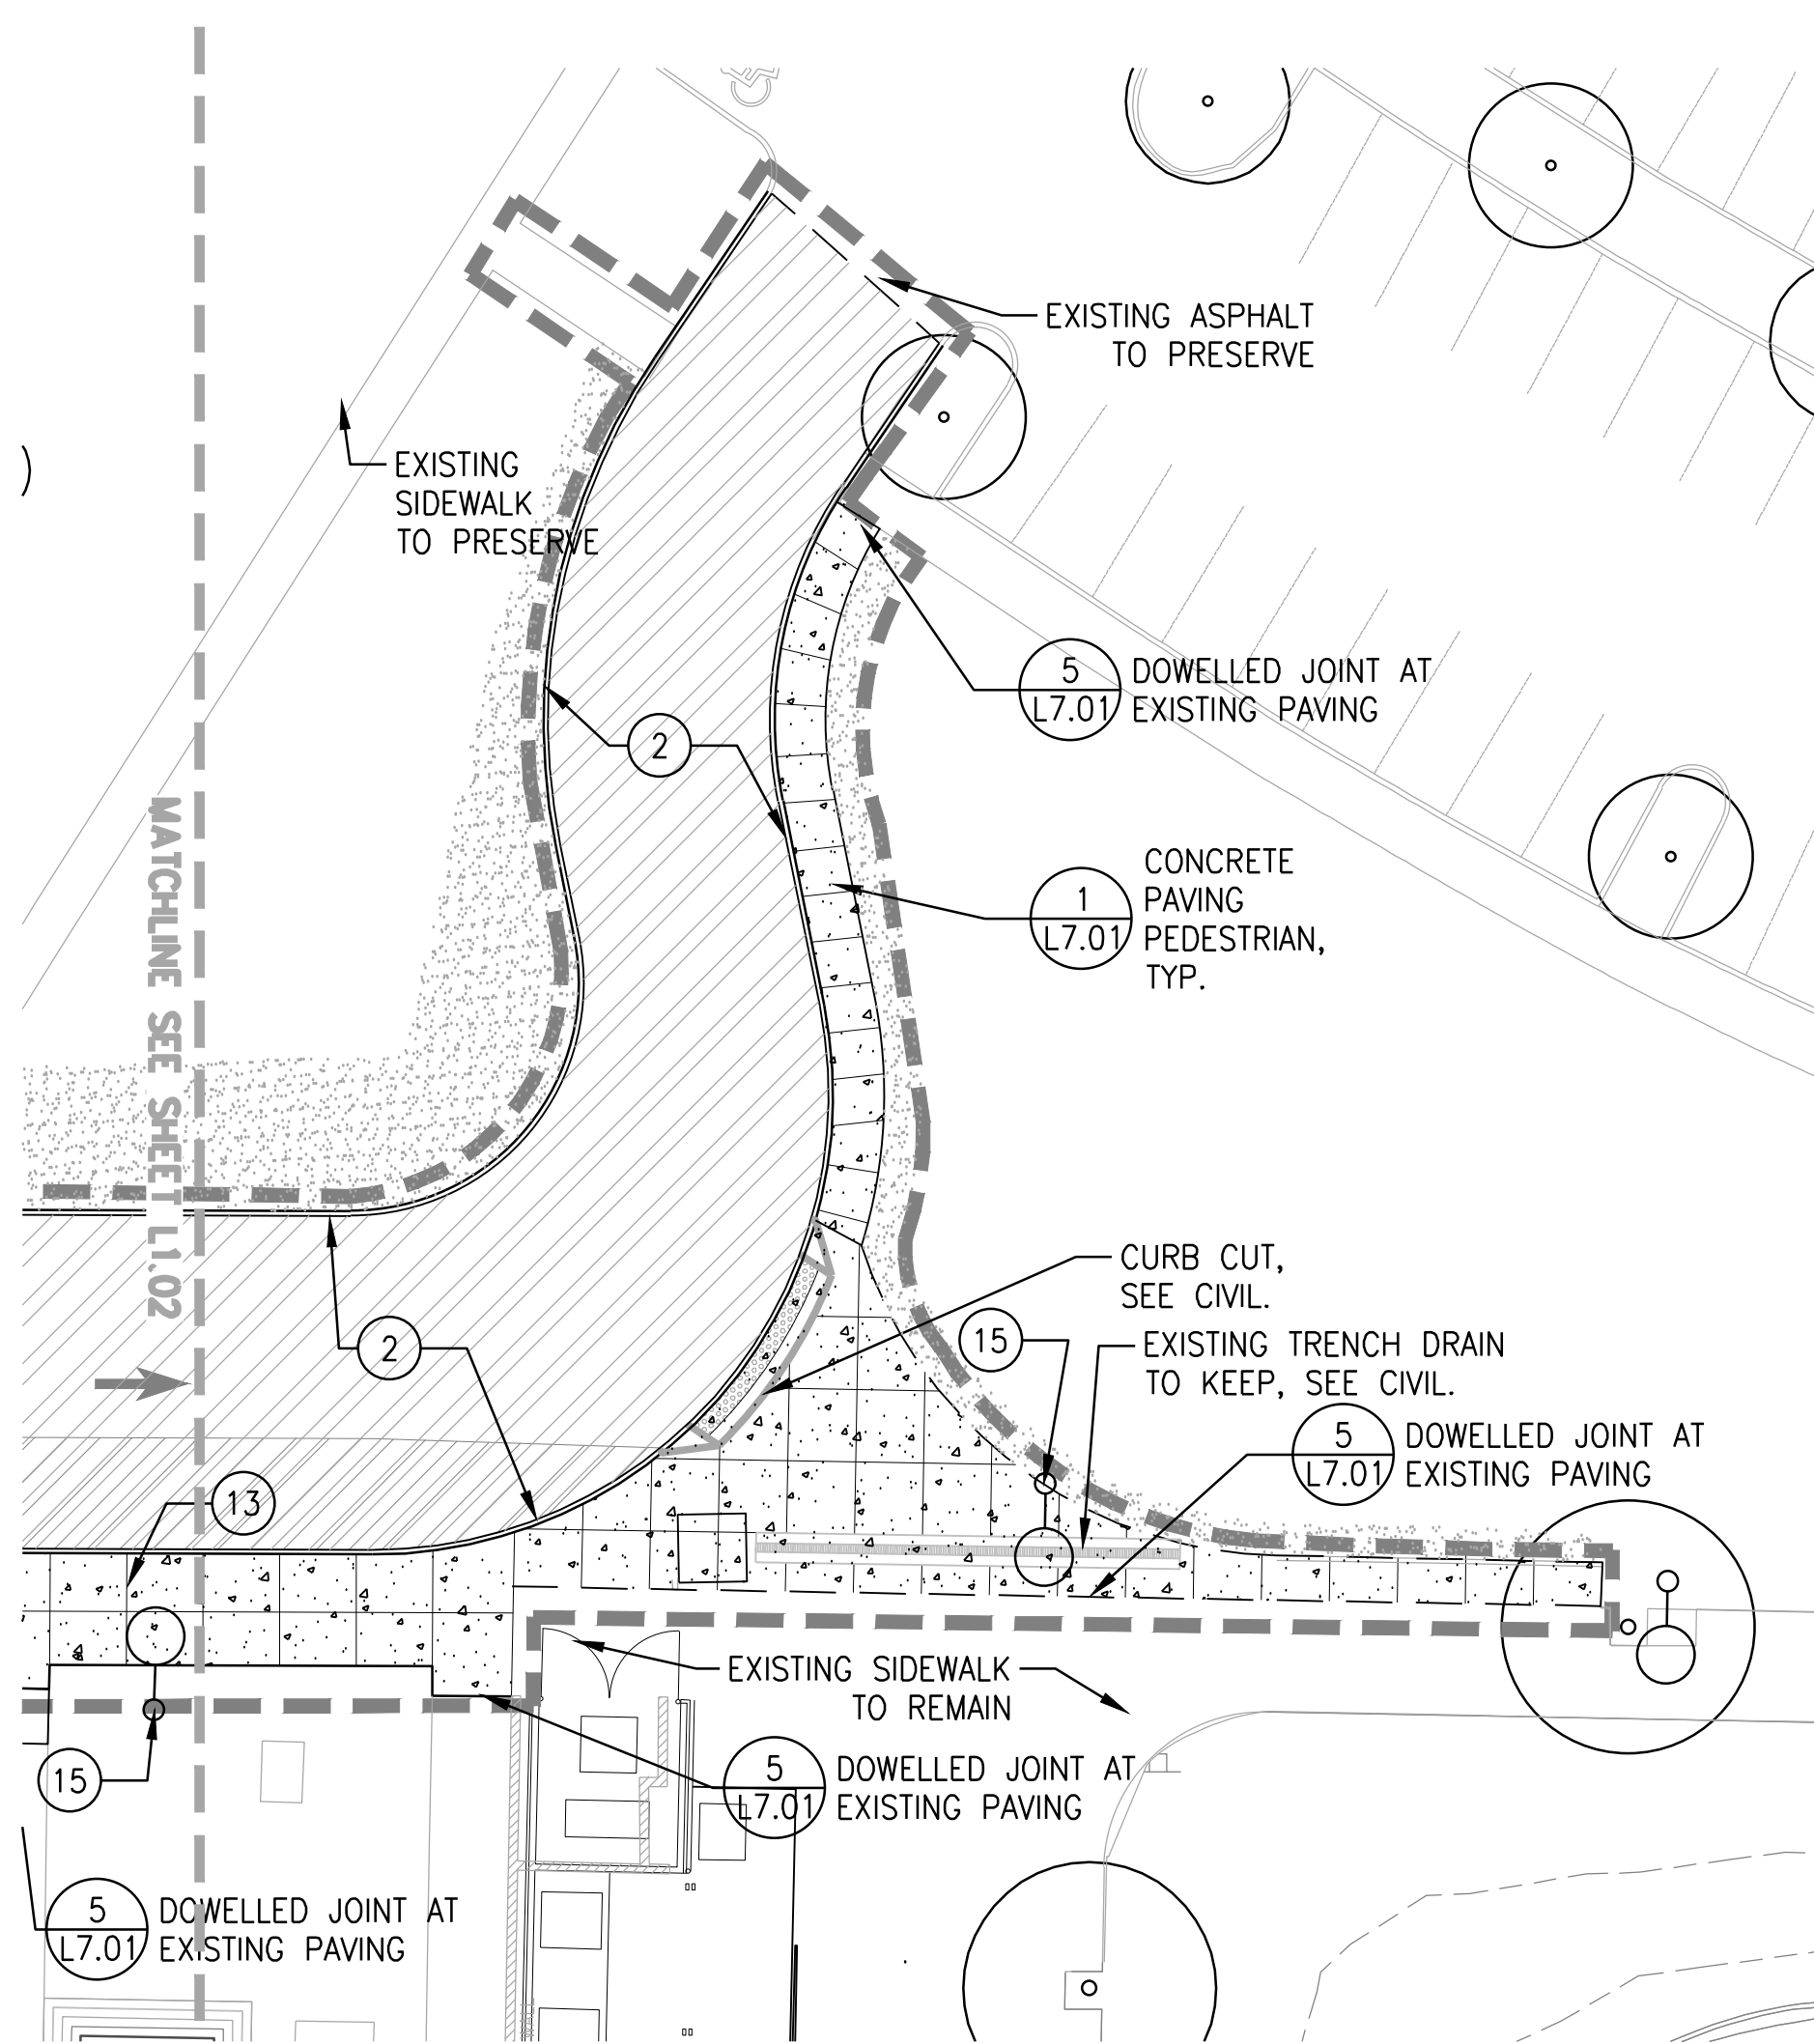 EXISTING ASPHALT
TO PRESERVE
EXISTING
SIDEWALK
TO PRESERVE
5
L7.01
DOWELLED JOINT AT
EXISTING PAVING
2
MATCHLINE SEE SHEET L1.02
1
L7.01
CONCRETE
PAVING
PEDESTRIAN,
TYP.
CURB CUT,
SEE CIVIL.
15
EXISTING TRENCH DRAIN
TO KEEP, SEE CIVIL.
2
5
L7.01
DOWELLED JOINT AT
EXISTING PAVING
13
EXISTING SIDEWALK
TO REMAIN
15
5
L7.01
DOWELLED JOINT AT
EXISTING PAVING
5
L7.01
DOWELLED JOINT AT
EXISTING PAVING